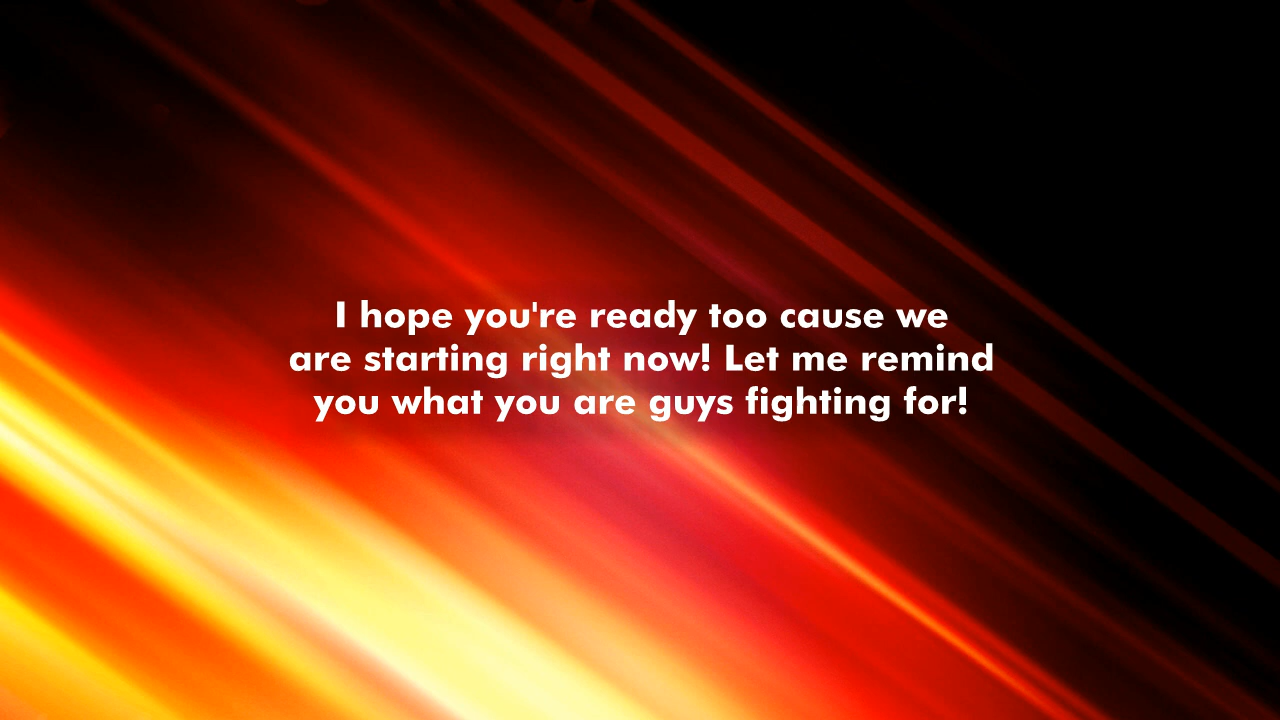 I hope you're ready too cause we
are starting right now! Let me remind
you what you are guys fighting for!